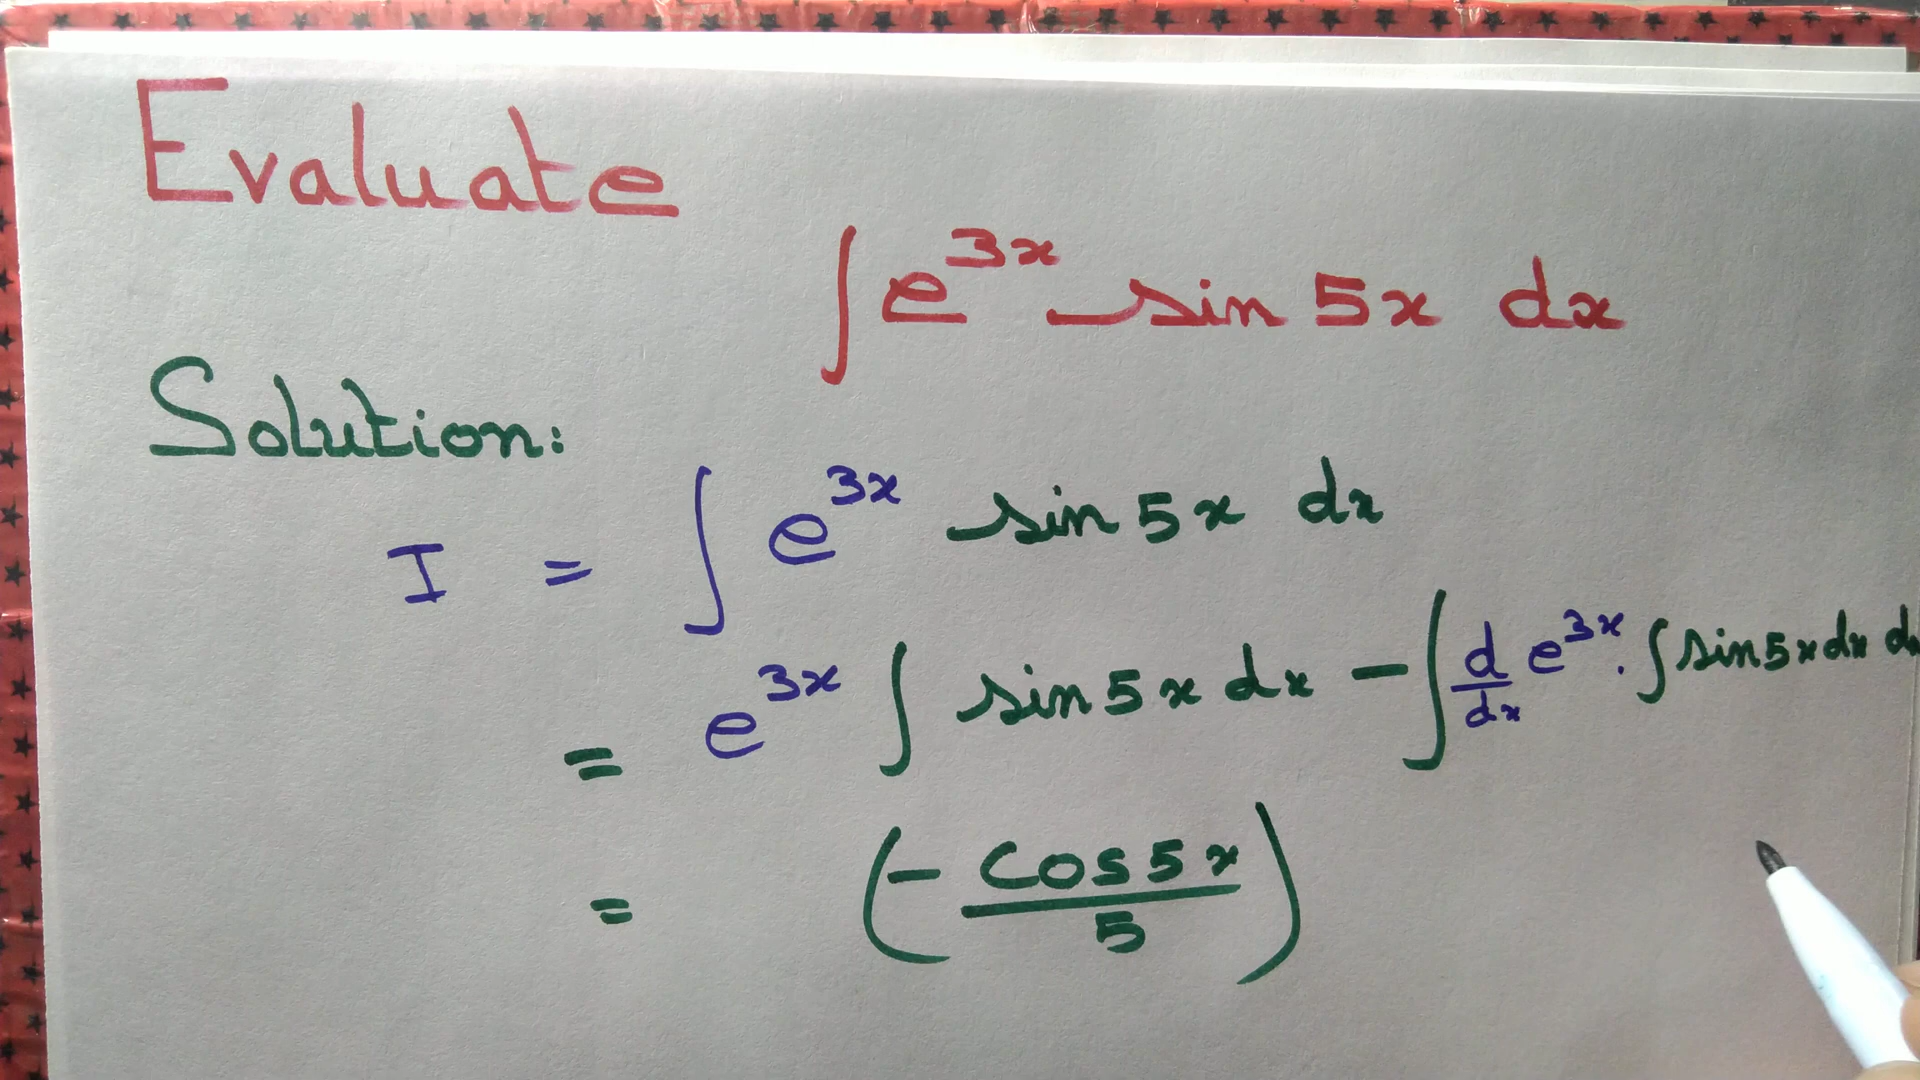 Evaluate
∫ e^{3x} sin 5x dx
Solution:
I = ∫ e^{3x} sin 5x dx
= e^{3x} ∫ sin 5x dx − ∫ d/dx e^{3x} . ∫ sin 5x dx dx
= (− cos 5x / 5)